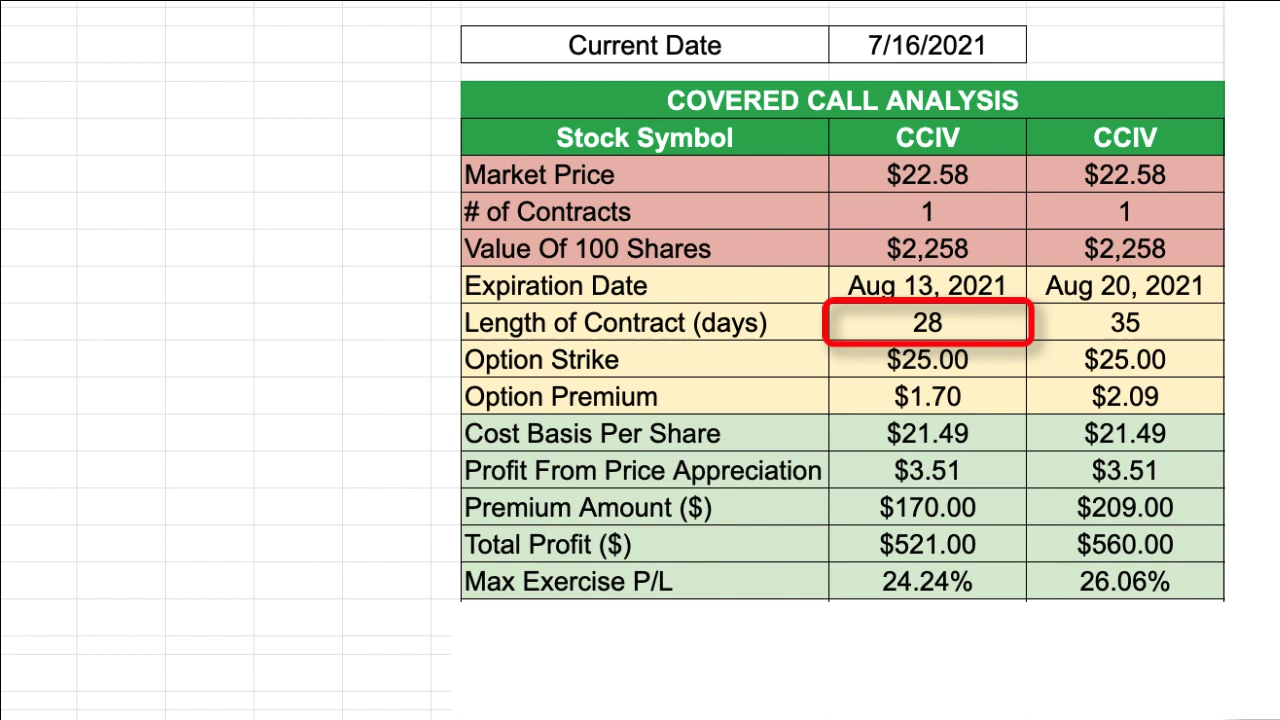 Current Date 7/16/2021
COVERED CALL ANALYSIS
Stock Symbol CCIV CCIV
Market Price $22.58 $22.58
# of Contracts 1 1
Value Of 100 Shares $2,258 $2,258
Expiration Date Aug 13, 2021 Aug 20, 2021
Length of Contract (days) 28 35
Option Strike $25.00 $25.00
Option Premium $1.70 $2.09
Cost Basis Per Share $21.49 $21.49
Profit From Price Appreciation $3.51 $3.51
Premium Amount ($) $170.00 $209.00
Total Profit ($) $521.00 $560.00
Max Exercise P/L 24.24% 26.06%